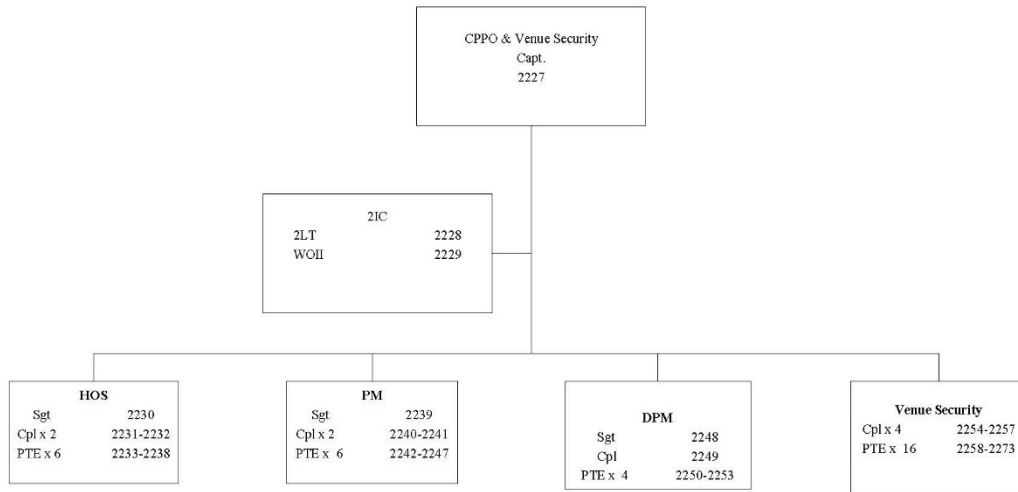 CPPO & Venue Security
Capt.
2227
2IC
2LT 2228
WOII 2229
HOS
Sgt 2230
Cpl x 2 2231-2232
PTE x 6 2233-2238
PM
Sgt 2239
Cpl x 2 2240-2241
PTE x 6 2242-2247
DPM
Sgt 2248
Cpl 2249
PTE x 4 2250-2253
Venue Security
Cpl x 4 2254-2257
PTE x 16 2258-2273